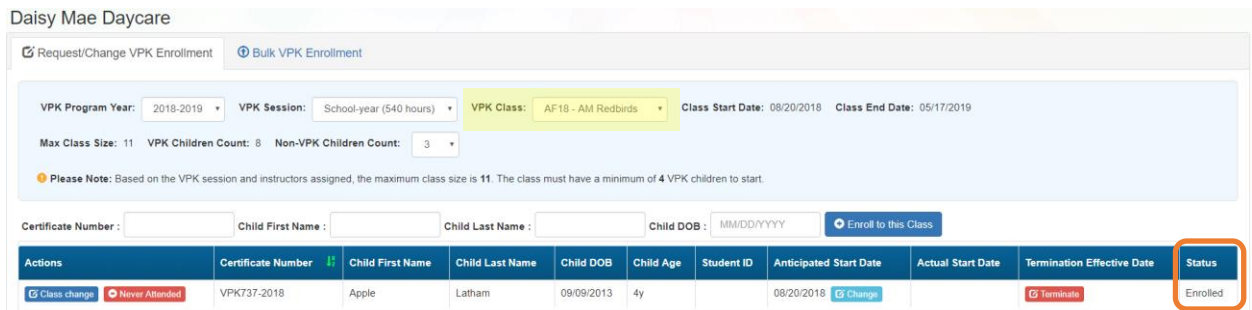 Daisy Mae Daycare
Request/Change VPK Enrollment Bulk VPK Enrollment
VPK Program Year: 2018-2019 VPK Session: School-year (540 hours) VPK Class: AF18 - AM Redbirds Class Start Date: 08/20/2018 Class End Date: 05/17/2019
Max Class Size: 11 VPK Children Count: 8 Non-VPK Children Count: 3
Please Note: Based on the VPK session and instructors assigned, the maximum class size is 11. The class must have a minimum of 4 VPK children to start.
Certificate Number : Child First Name : Child Last Name : Child DOB : MM/DD/YYYY Enroll to this Class
Actions Certificate Number Child First Name Child Last Name Child DOB Child Age Student ID Anticipated Start Date Actual Start Date Termination Effective Date Status
Class change Never Attended VPK737-2018 Apple Latham 09/09/2013 4y 08/20/2018 Change Terminate Enrolled